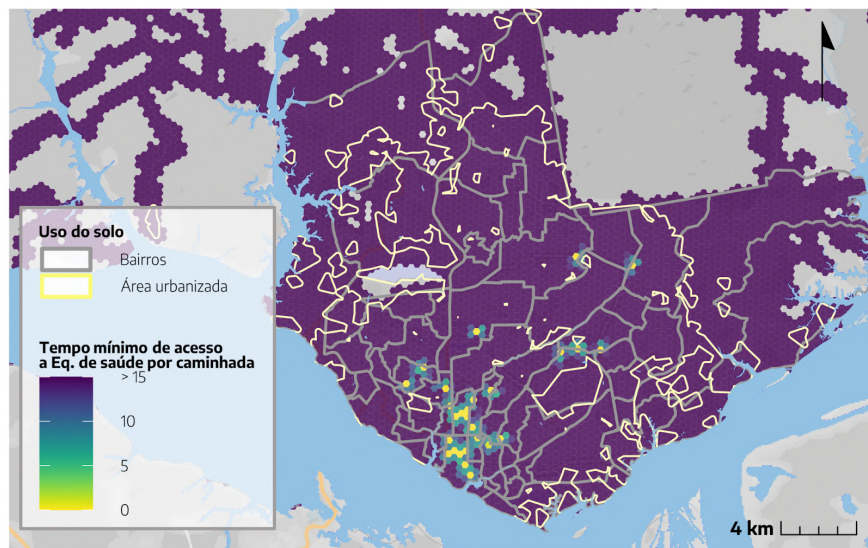 Uso do solo
Bairros
Área urbanizada
Tempo mínimo de acesso
a Eq. de saúde por caminhada
> 15
10
5
0
4 km